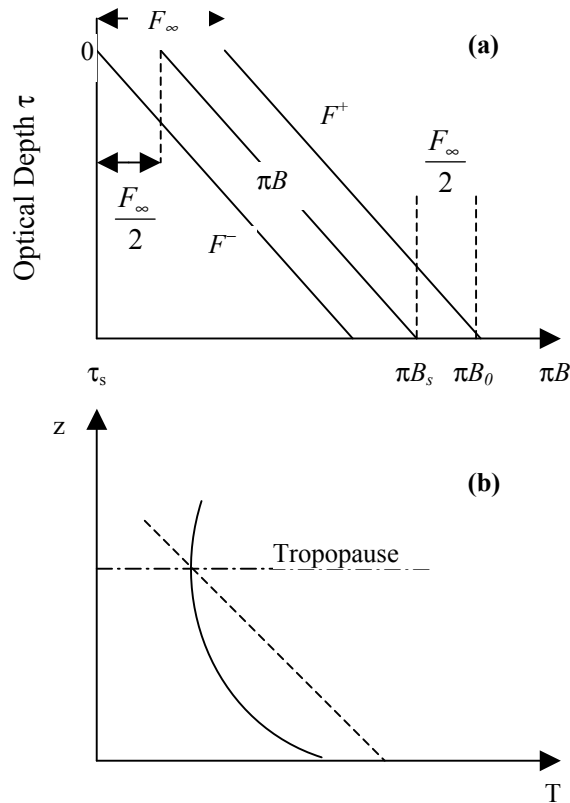 F∞
(a)
0
F⁺
F∞/2
πB
F∞/2
F⁻
Optical Depth τ
τs πBs πB0 πB
z
(b)
Tropopause
T